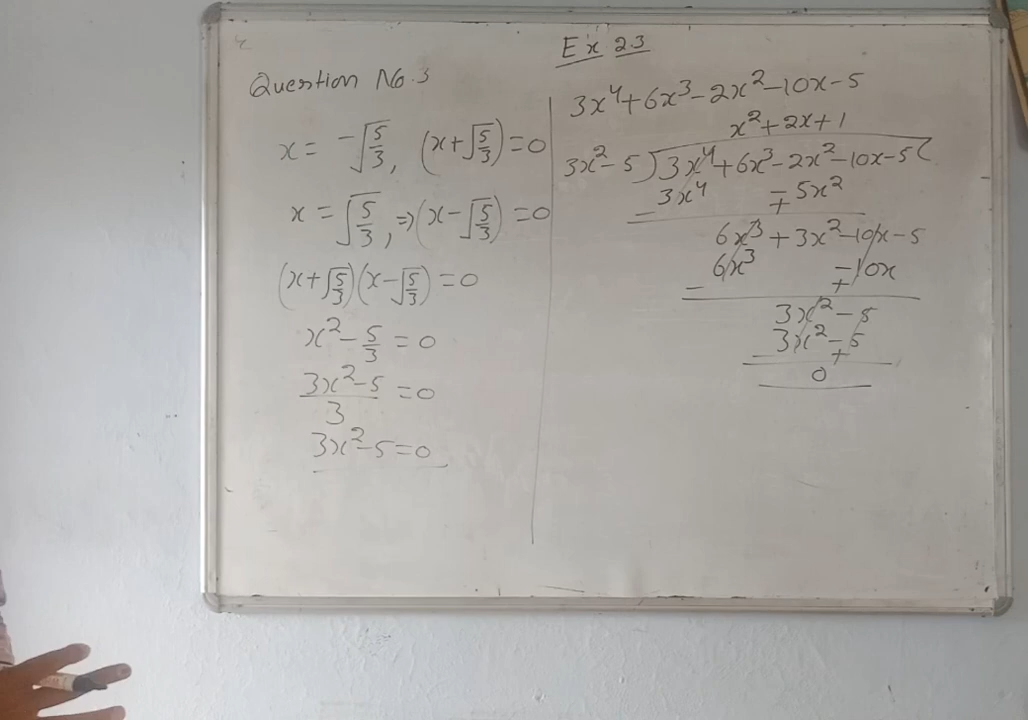 Ex 2.3
Question No 3
x = -√5/3, (x+√5/3)=0
x = √5/3, ⇒(x-√5/3)=0
(x+√5/3)(x-√5/3)=0
x²-5/3=0
3x²-5/3=0
3x²-5=0
3x⁴+6x³-2x²-10x-5
x²+2x+1
3x²-5)3x⁴+6x³-2x²-10x-5(
-3x⁴ ∓5x²
6x³+3x²-10x-5
-6x³ ∓10x
3x²-5
-3x²∓5
0